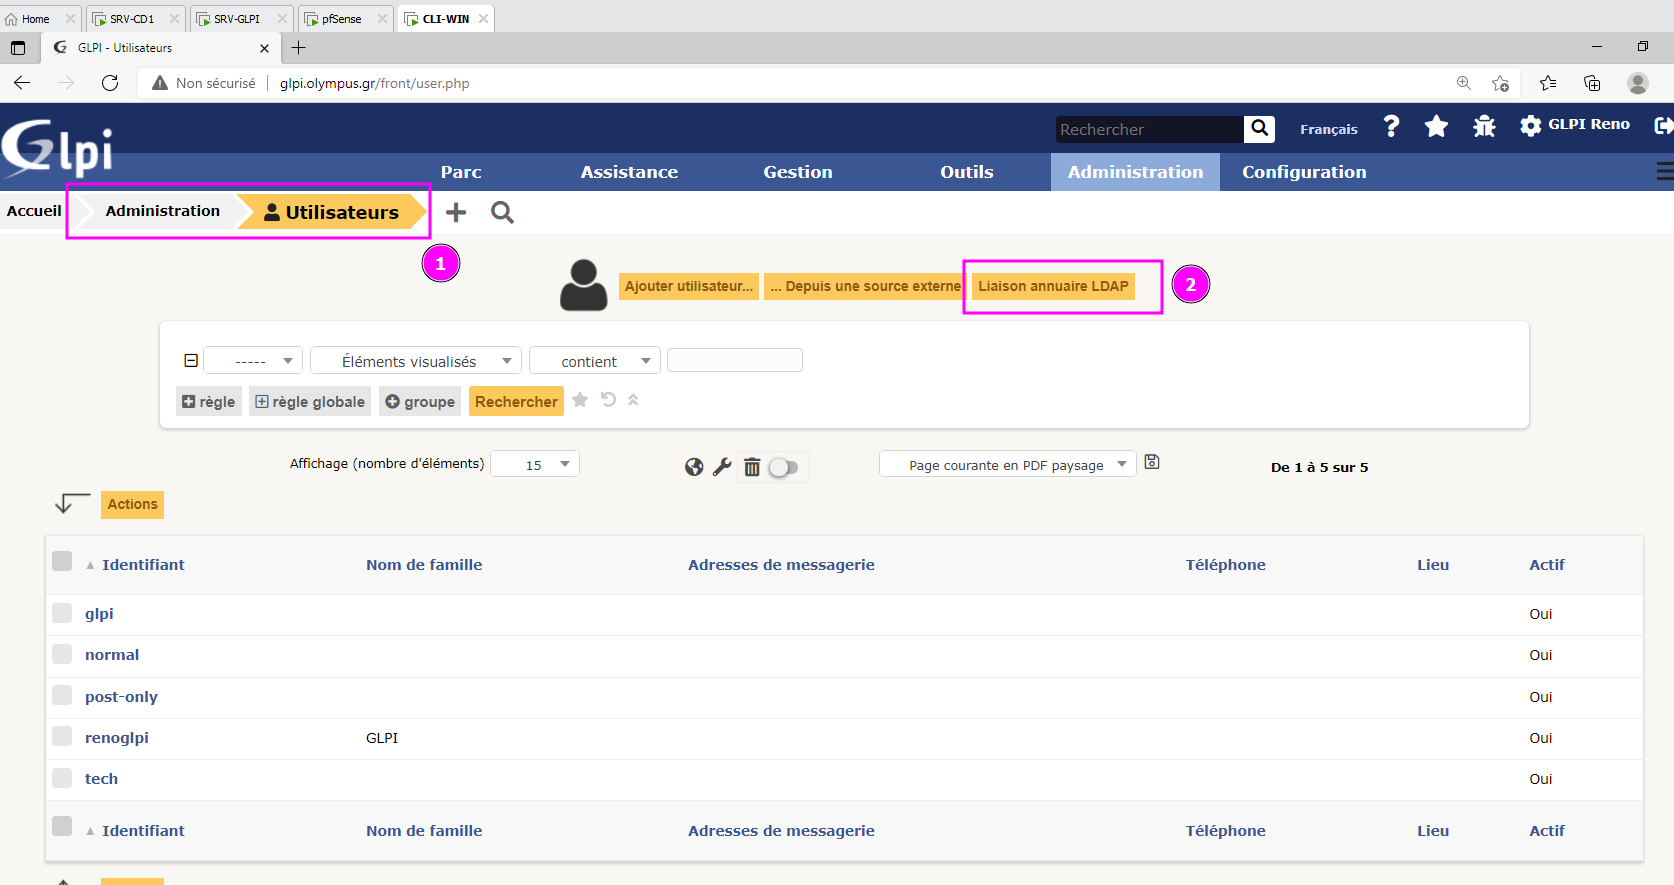 Home SRV-CD1 SRV-GLPI pfSense CLI-WIN
GLPI - Utilisateurs
Non sécurisé glpi.olympus.gr/front/user.php
Glpi
Rechercher Français ? GLPI Reno
Parc Assistance Gestion Outils Administration Configuration
Accueil Administration Utilisateurs
1
Ajouter utilisateur... ... Depuis une source externe Liaison annuaire LDAP 2
----- Éléments visualisés contient
règle règle globale groupe Rechercher
Affichage (nombre d'éléments) 15 Page courante en PDF paysage De 1 à 5 sur 5
Actions
Identifiant Nom de famille Adresses de messagerie Téléphone Lieu Actif
glpi Oui
normal Oui
post-only Oui
renoglpi GLPI Oui
tech Oui
Identifiant Nom de famille Adresses de messagerie Téléphone Lieu Actif